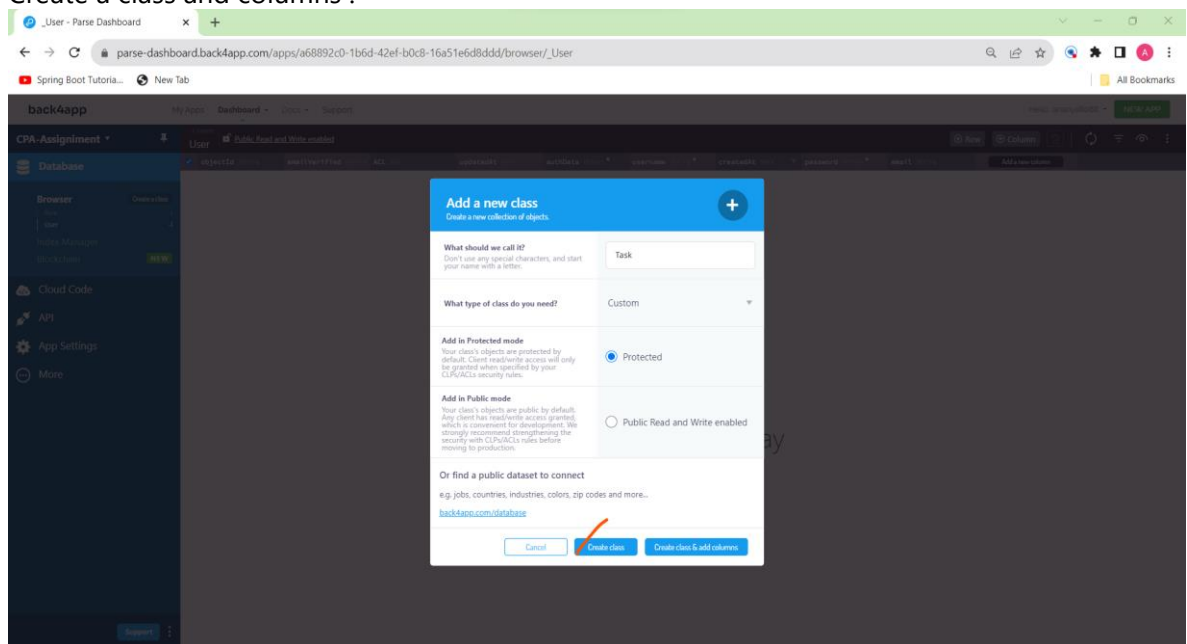 Create a class and columns :
_User - Parse Dashboard
parse-dashboard.back4app.com/apps/a68892c0-1b6d-42ef-b0c8-16a51e6d8ddd/browser/_User
Spring Boot Tutoria...
New Tab
All Bookmarks
back4app
My Apps
Dashboard
Docs
Support
NEW APP
CPA-Assignment
User
Public Read and Write enabled
Row
Column
Database
objectId
emailVerified
ACL
updatedAt
authData
username
createdAt
password
email
Add a new column
Browser
Create a class
User
Index Manager
Blockchain
NEW
Cloud Code
API
App Settings
More
Add a new class
Create a new collection of objects.
What should we call it?
Don't use any special characters, and start
your name with a letter.
Task
What type of class do you need?
Custom
Add in Protected mode
Your class's objects are protected by
default. Client read/write access will only
be granted when specified by your
CLPs/ACLs security rules.
Protected
Add in Public mode
Your class's objects are public by default.
Any client has read/write access granted,
which is convenient for development. We
strongly recommend strengthening the
security with CLPs/ACLs rules before
moving to production.
Public Read and Write enabled
ay
Or find a public dataset to connect
e.g. jobs, countries, industries, colors, zip codes and more...
back4app.com/database
Cancel
Create class
Create class & add columns
Support